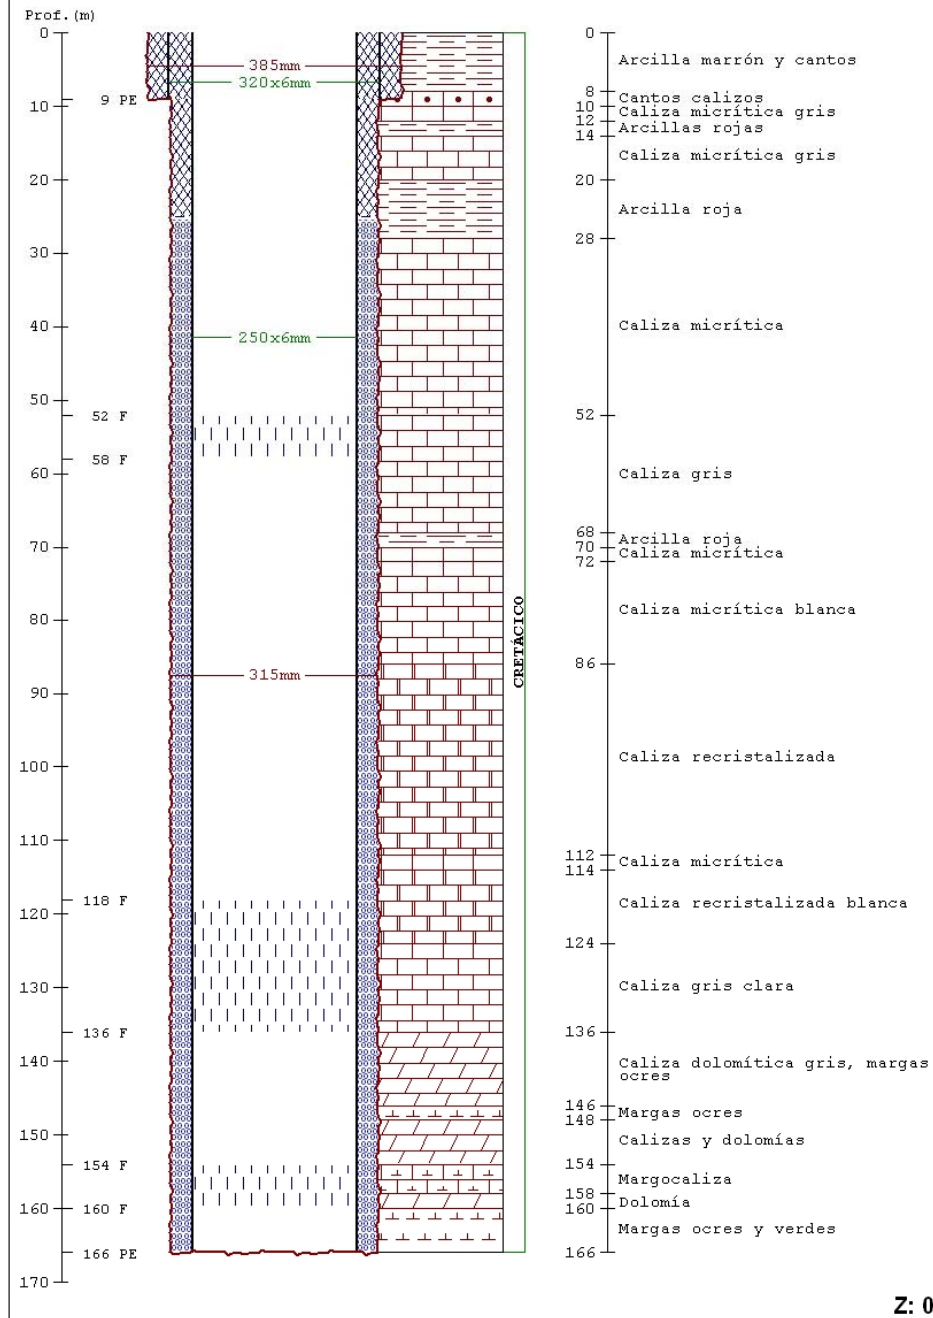 Prof.(m)
0
10
20
30
40
50
60
70
80
90
100
110
120
130
140
150
160
170
9 PE
52 F
58 F
118 F
136 F
154 F
160 F
166 PE
385mm
320x6mm
250x6mm
315mm
CRETÁCICO
0
Arcilla marrón y cantos
8
Cantos calizos
10
Caliza micrítica gris
12
Arcillas rojas
14
Caliza micrítica gris
20
Arcilla roja
28
Caliza micrítica
52
Caliza gris
68
Arcilla roja
70
Caliza micrítica
72
Caliza micrítica blanca
86
Caliza recristalizada
112
Caliza micrítica
114
Caliza recristalizada blanca
124
Caliza gris clara
136
Caliza dolomítica gris, margas
ocres
146
Margas ocres
148
Calizas y dolomías
154
Margocaliza
158
Dolomía
160
Margas ocres y verdes
166
Z: 0